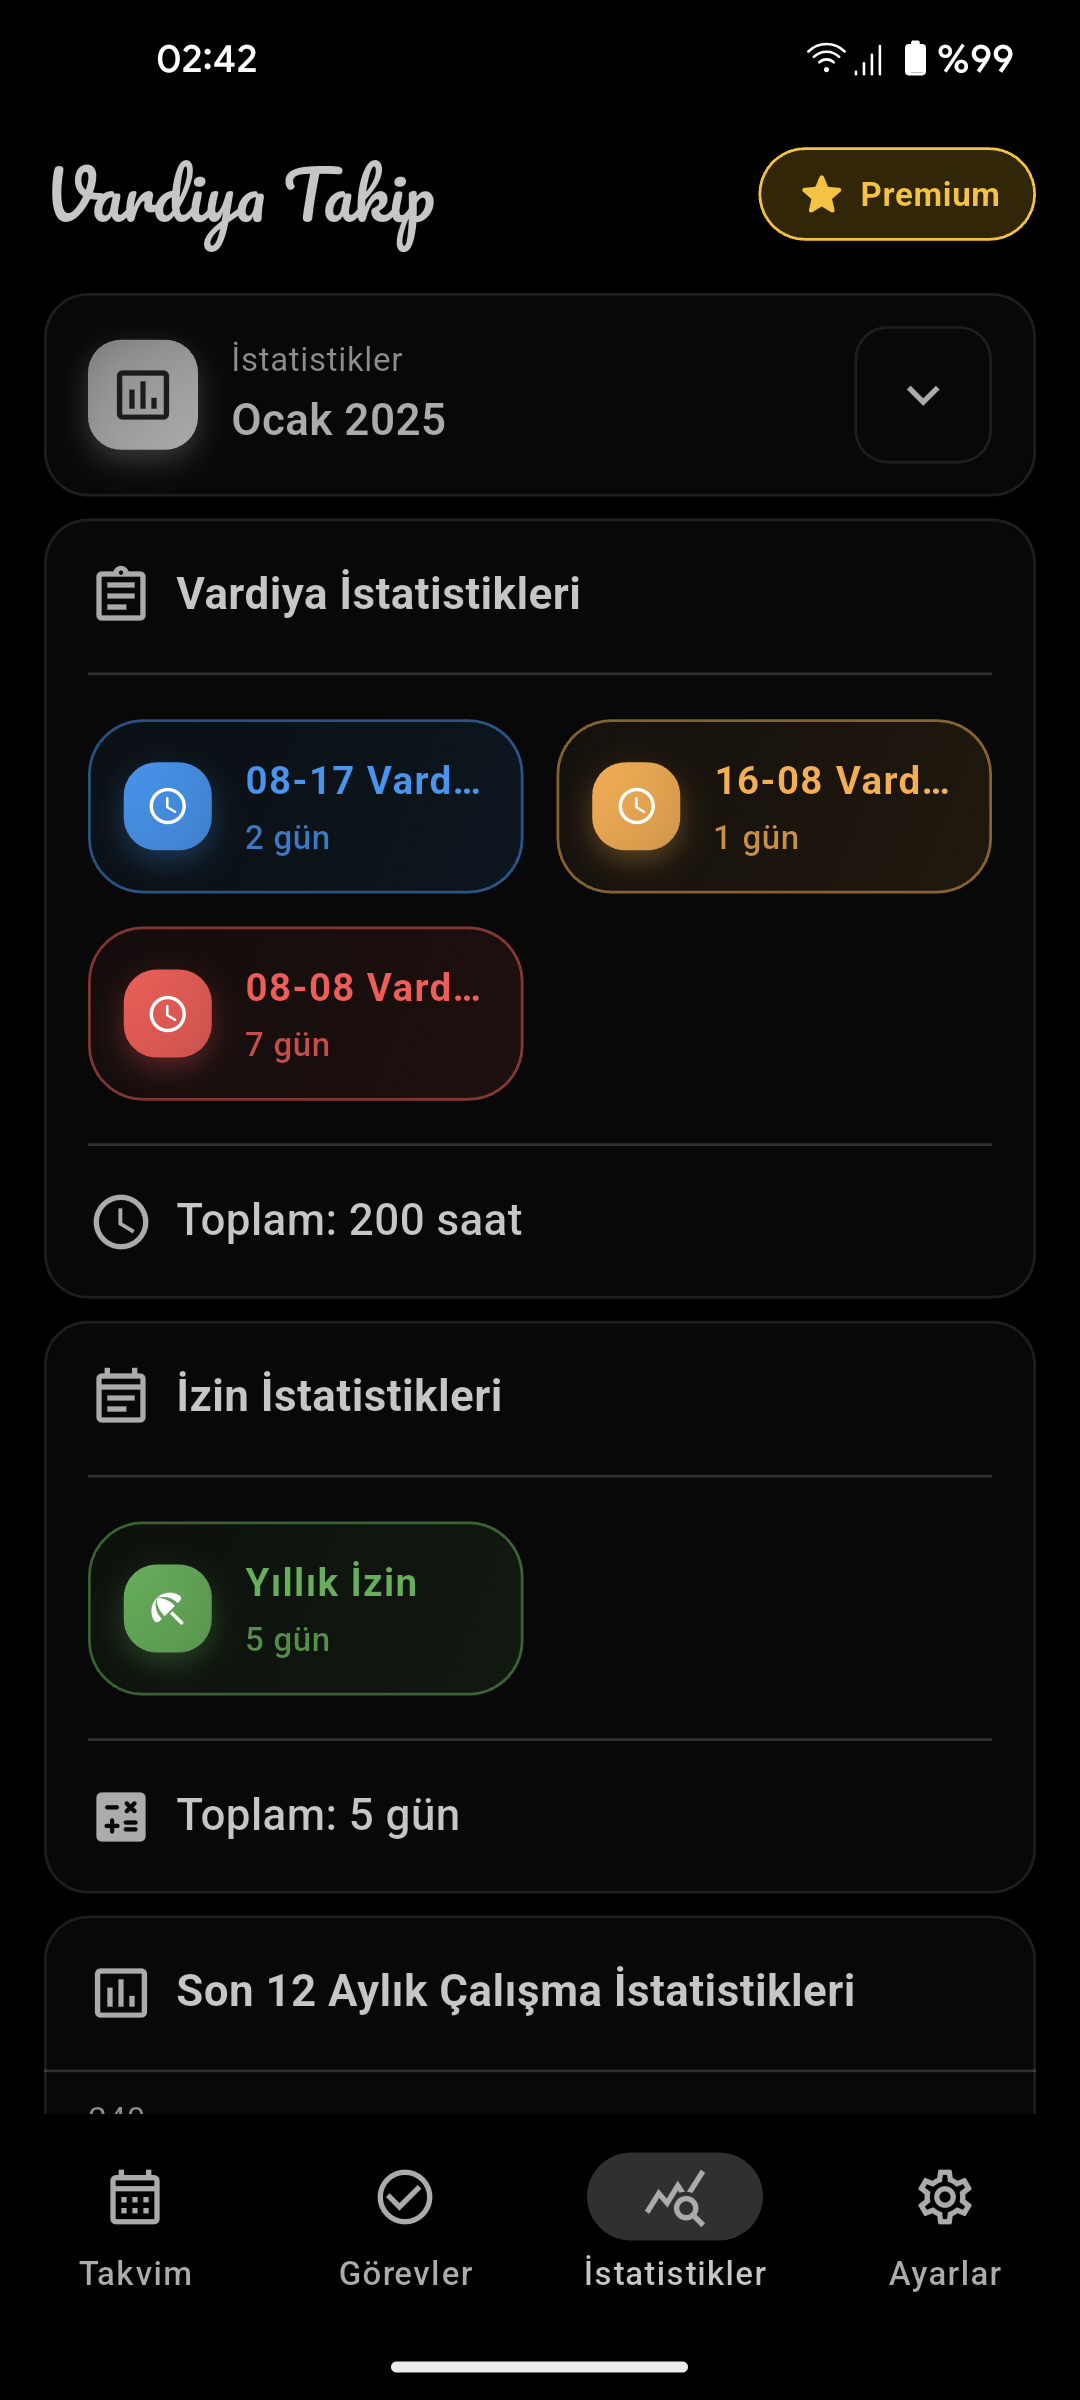 02:42
%99
Vardiya Takip
Premium
İstatistikler
Ocak 2025
Vardiya İstatistikleri
08-17 Vard...
2 gün
16-08 Vard...
1 gün
08-08 Vard...
7 gün
Toplam: 200 saat
İzin İstatistikleri
Yıllık İzin
5 gün
Toplam: 5 gün
Son 12 Aylık Çalışma İstatistikleri
Takvim
Görevler
İstatistikler
Ayarlar